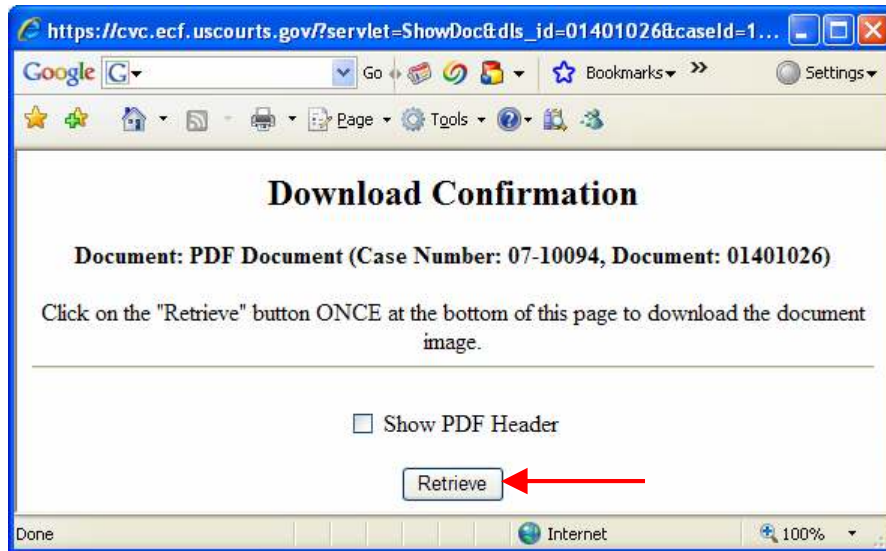 https://cvc.ecf.uscourts.gov/?servlet=ShowDoc&dls_id=01401026&caseId=1...
Google G Go Bookmarks >> Settings
Page Tools
Download Confirmation
Document: PDF Document (Case Number: 07-10094, Document: 01401026)
Click on the "Retrieve" button ONCE at the bottom of this page to download the document
image.
Show PDF Header
Retrieve
Done Internet 100%